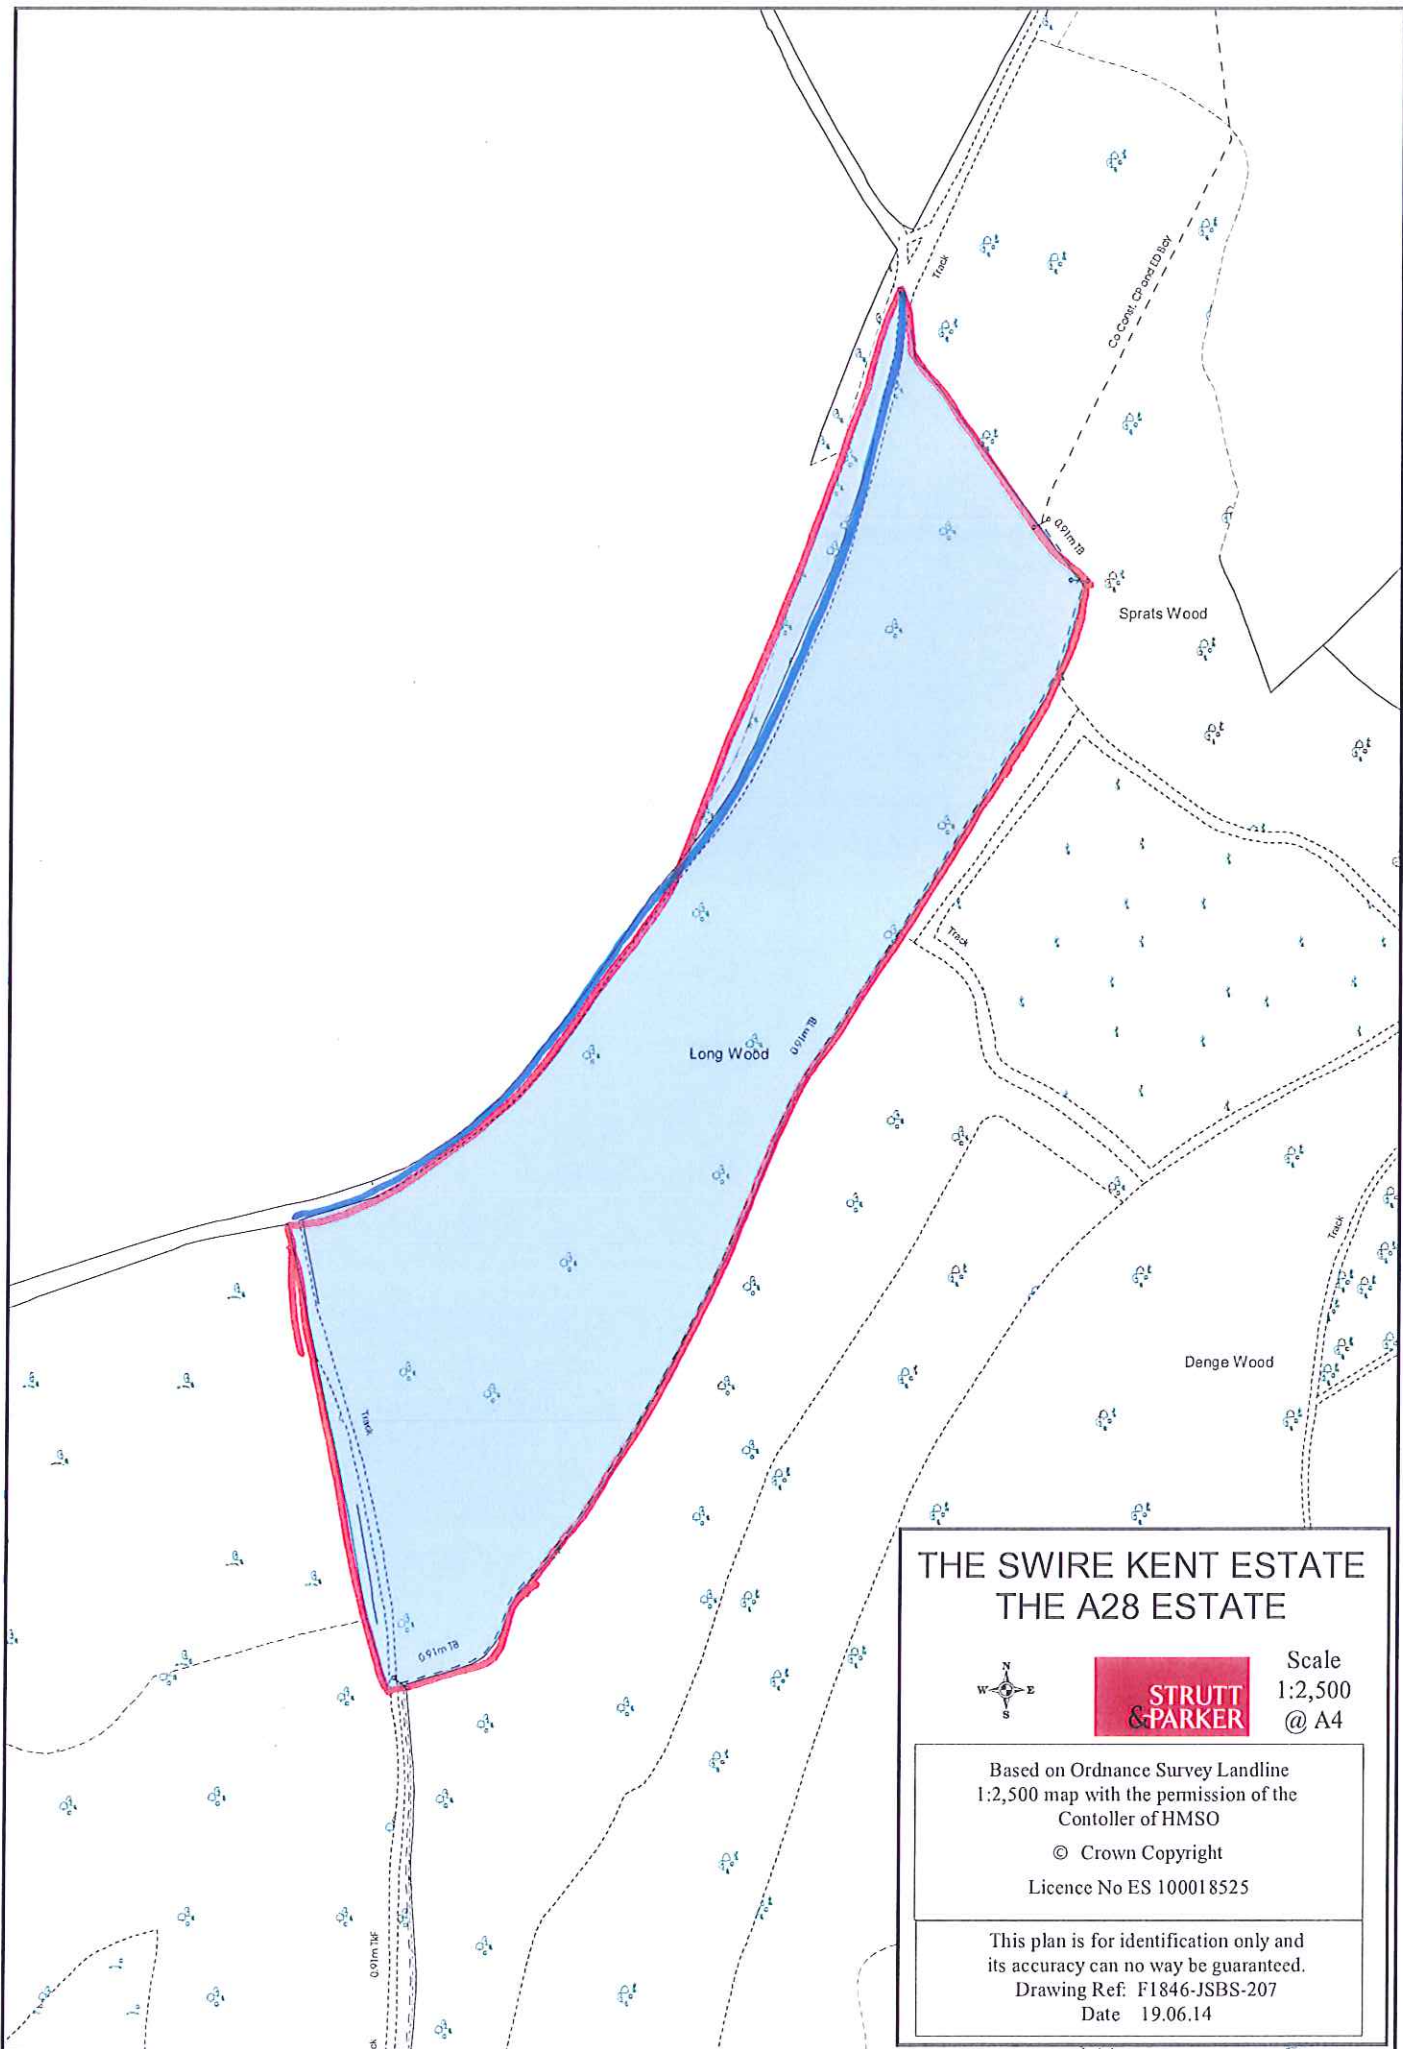 Track
Co Const, CP and ED Bdy
0.91m TB
Sprats Wood
Track
Long Wood
0.91m TB
Track
Denge Wood
Track
0.91m TB
0.91m TkF
THE SWIRE KENT ESTATE
THE A28 ESTATE
N
W E
S
STRUTT
&PARKER
Scale
1:2,500
@ A4
Based on Ordnance Survey Landline
1:2,500 map with the permission of the
Contoller of HMSO
© Crown Copyright
Licence No ES 100018525
This plan is for identification only and
its accuracy can no way be guaranteed.
Drawing Ref: F1846-JSBS-207
Date 19.06.14